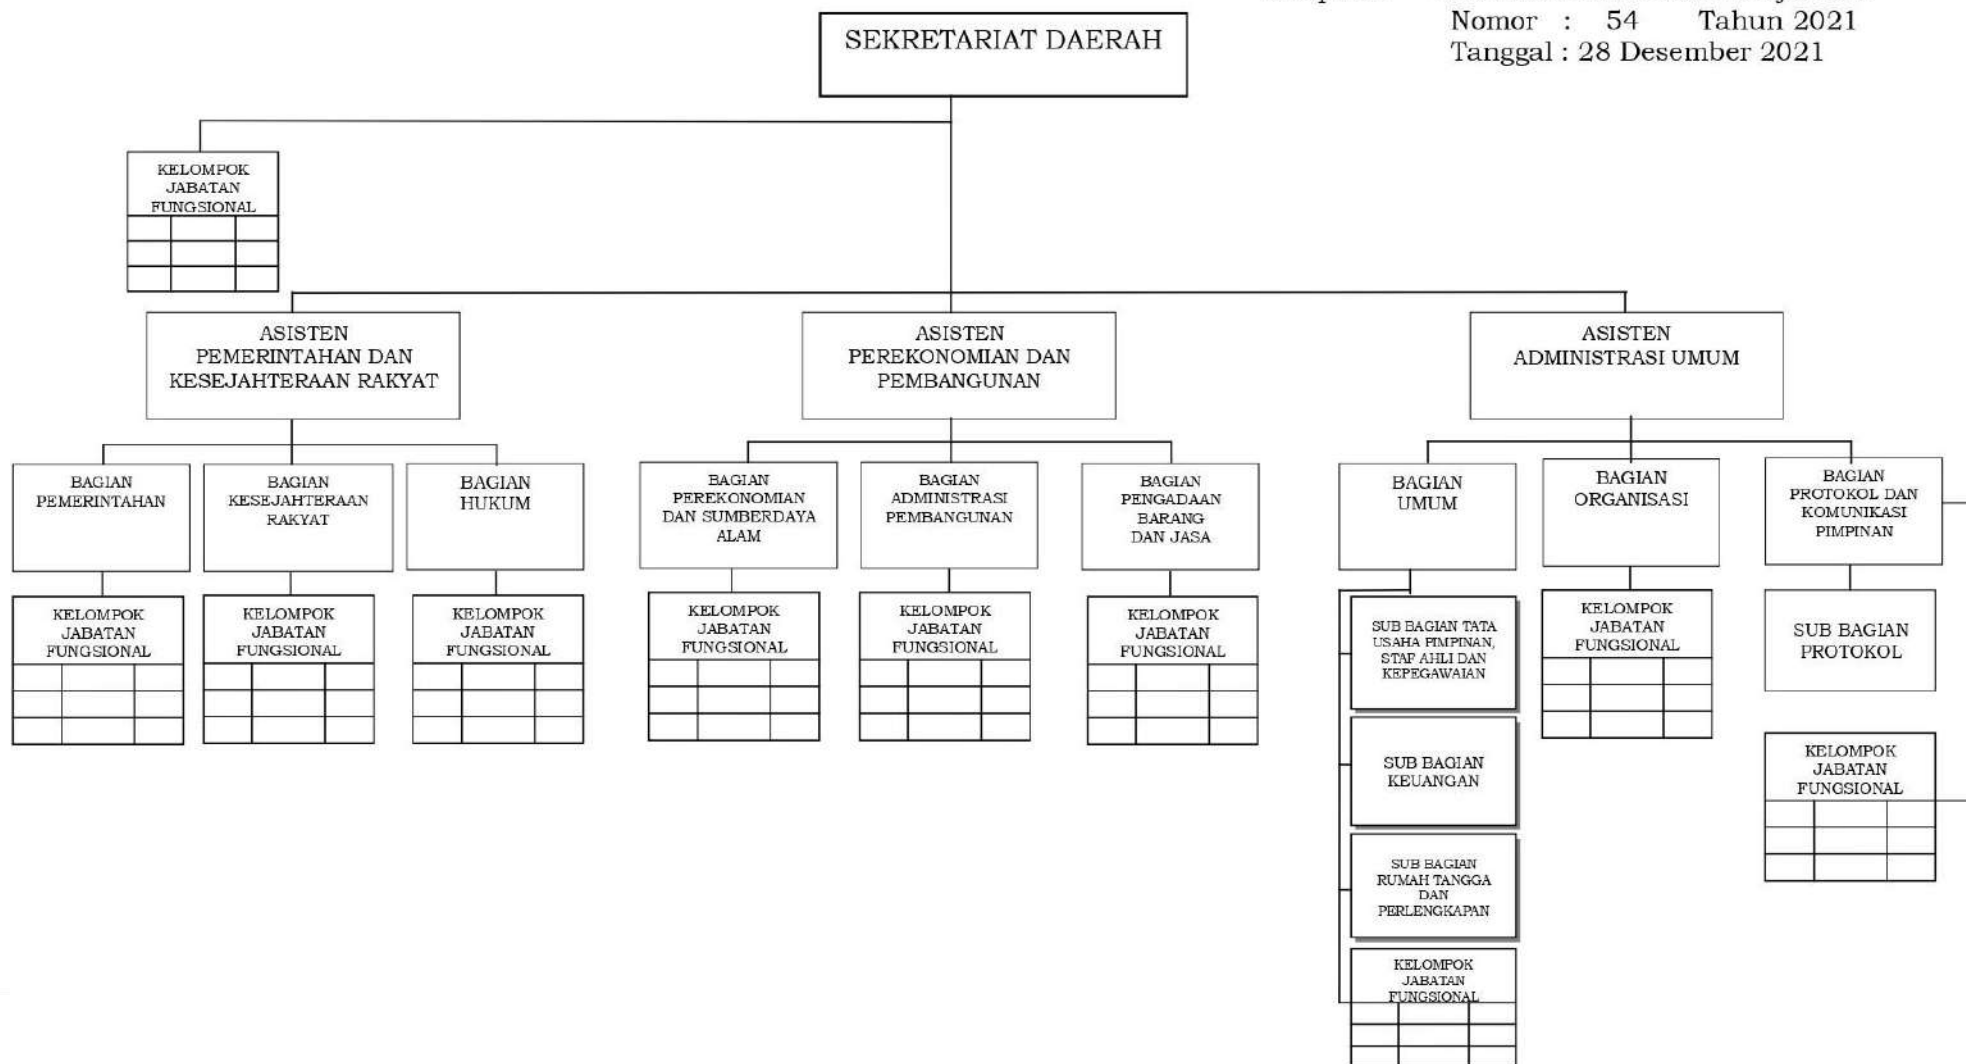 SEKRETARIAT DAERAH
Nomor : 54 Tahun 2021
Tanggal : 28 Desember 2021
KELOMPOK
JABATAN
FUNGSIONAL
ASISTEN
PEMERINTAHAN DAN
KESEJAHTERAAN RAKYAT
ASISTEN
PEREKONOMIAN DAN
PEMBANGUNAN
ASISTEN
ADMINISTRASI UMUM
BAGIAN
PEMERINTAHAN
BAGIAN
KESEJAHTERAAN
RAKYAT
BAGIAN
HUKUM
BAGIAN
PEREKONOMIAN
DAN SUMBERDAYA
ALAM
BAGIAN
ADMINISTRASI
PEMBANGUNAN
BAGIAN
PENGADAAN
BARANG
DAN JASA
BAGIAN
UMUM
BAGIAN
ORGANISASI
BAGIAN
PROTOKOL DAN
KOMUNIKASI
PIMPINAN
KELOMPOK
JABATAN
FUNGSIONAL
KELOMPOK
JABATAN
FUNGSIONAL
KELOMPOK
JABATAN
FUNGSIONAL
KELOMPOK
JABATAN
FUNGSIONAL
KELOMPOK
JABATAN
FUNGSIONAL
KELOMPOK
JABATAN
FUNGSIONAL
SUB BAGIAN TATA
USAHA PIMPINAN,
STAF AHLI DAN
KEPEGAWAIAN
SUB BAGIAN
KEUANGAN
SUB BAGIAN
RUMAH TANGGA
DAN
PERLENGKAPAN
KELOMPOK
JABATAN
FUNGSIONAL
KELOMPOK
JABATAN
FUNGSIONAL
SUB BAGIAN
PROTOKOL
KELOMPOK
JABATAN
FUNGSIONAL